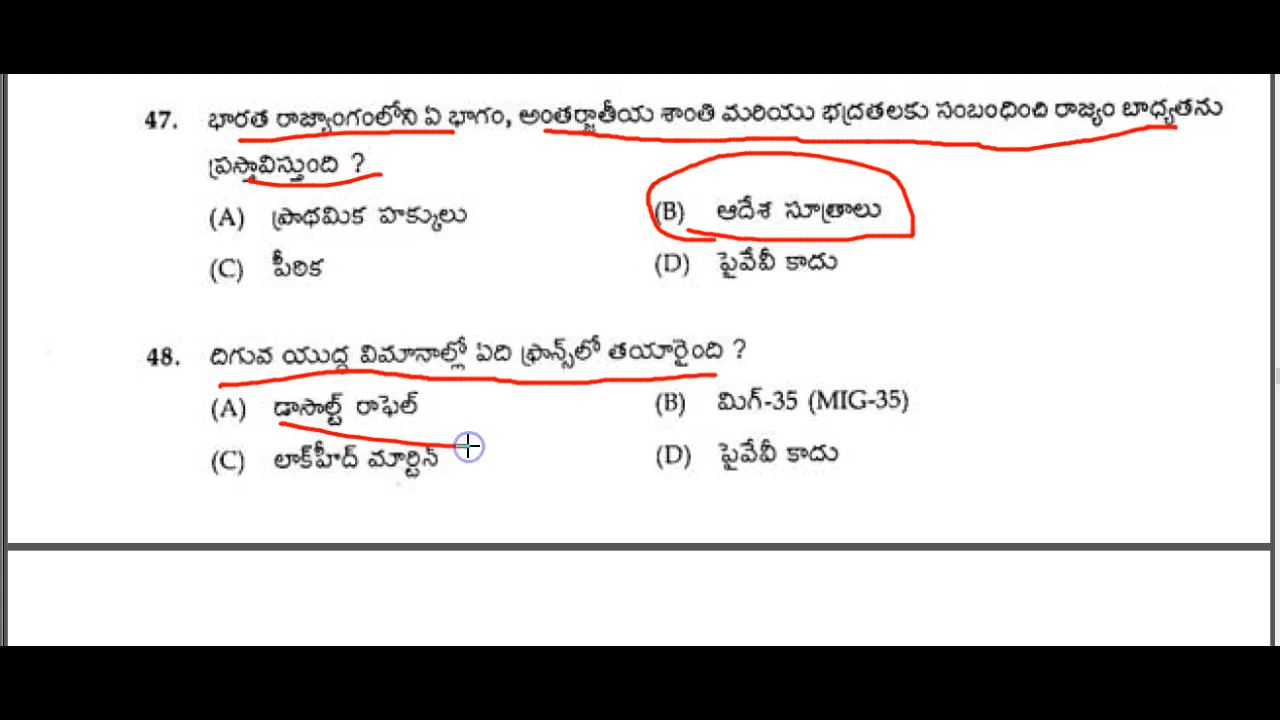 47. భారత రాజ్యాంగంలోని ఏ భాగం, అంతర్జాతీయ శాంతి మరియు భద్రతలకు సంబంధించి రాజ్యం బాధ్యతను
ప్రస్తావిస్తుంది ?
(A) ప్రాథమిక హక్కులు (B) ఆదేశ సూత్రాలు
(C) పీఠిక (D) పైవేవీ కాదు
48. దిగువ యుద్ధ విమానాల్లో ఏది ఫ్రాన్స్‌లో తయారైంది ?
(A) డాసాల్ట్ రాఫెల్ (B) మిగ్-35 (MIG-35)
(C) లాక్‌హీద్ మార్టిన్ (D) పైవేవీ కాదు